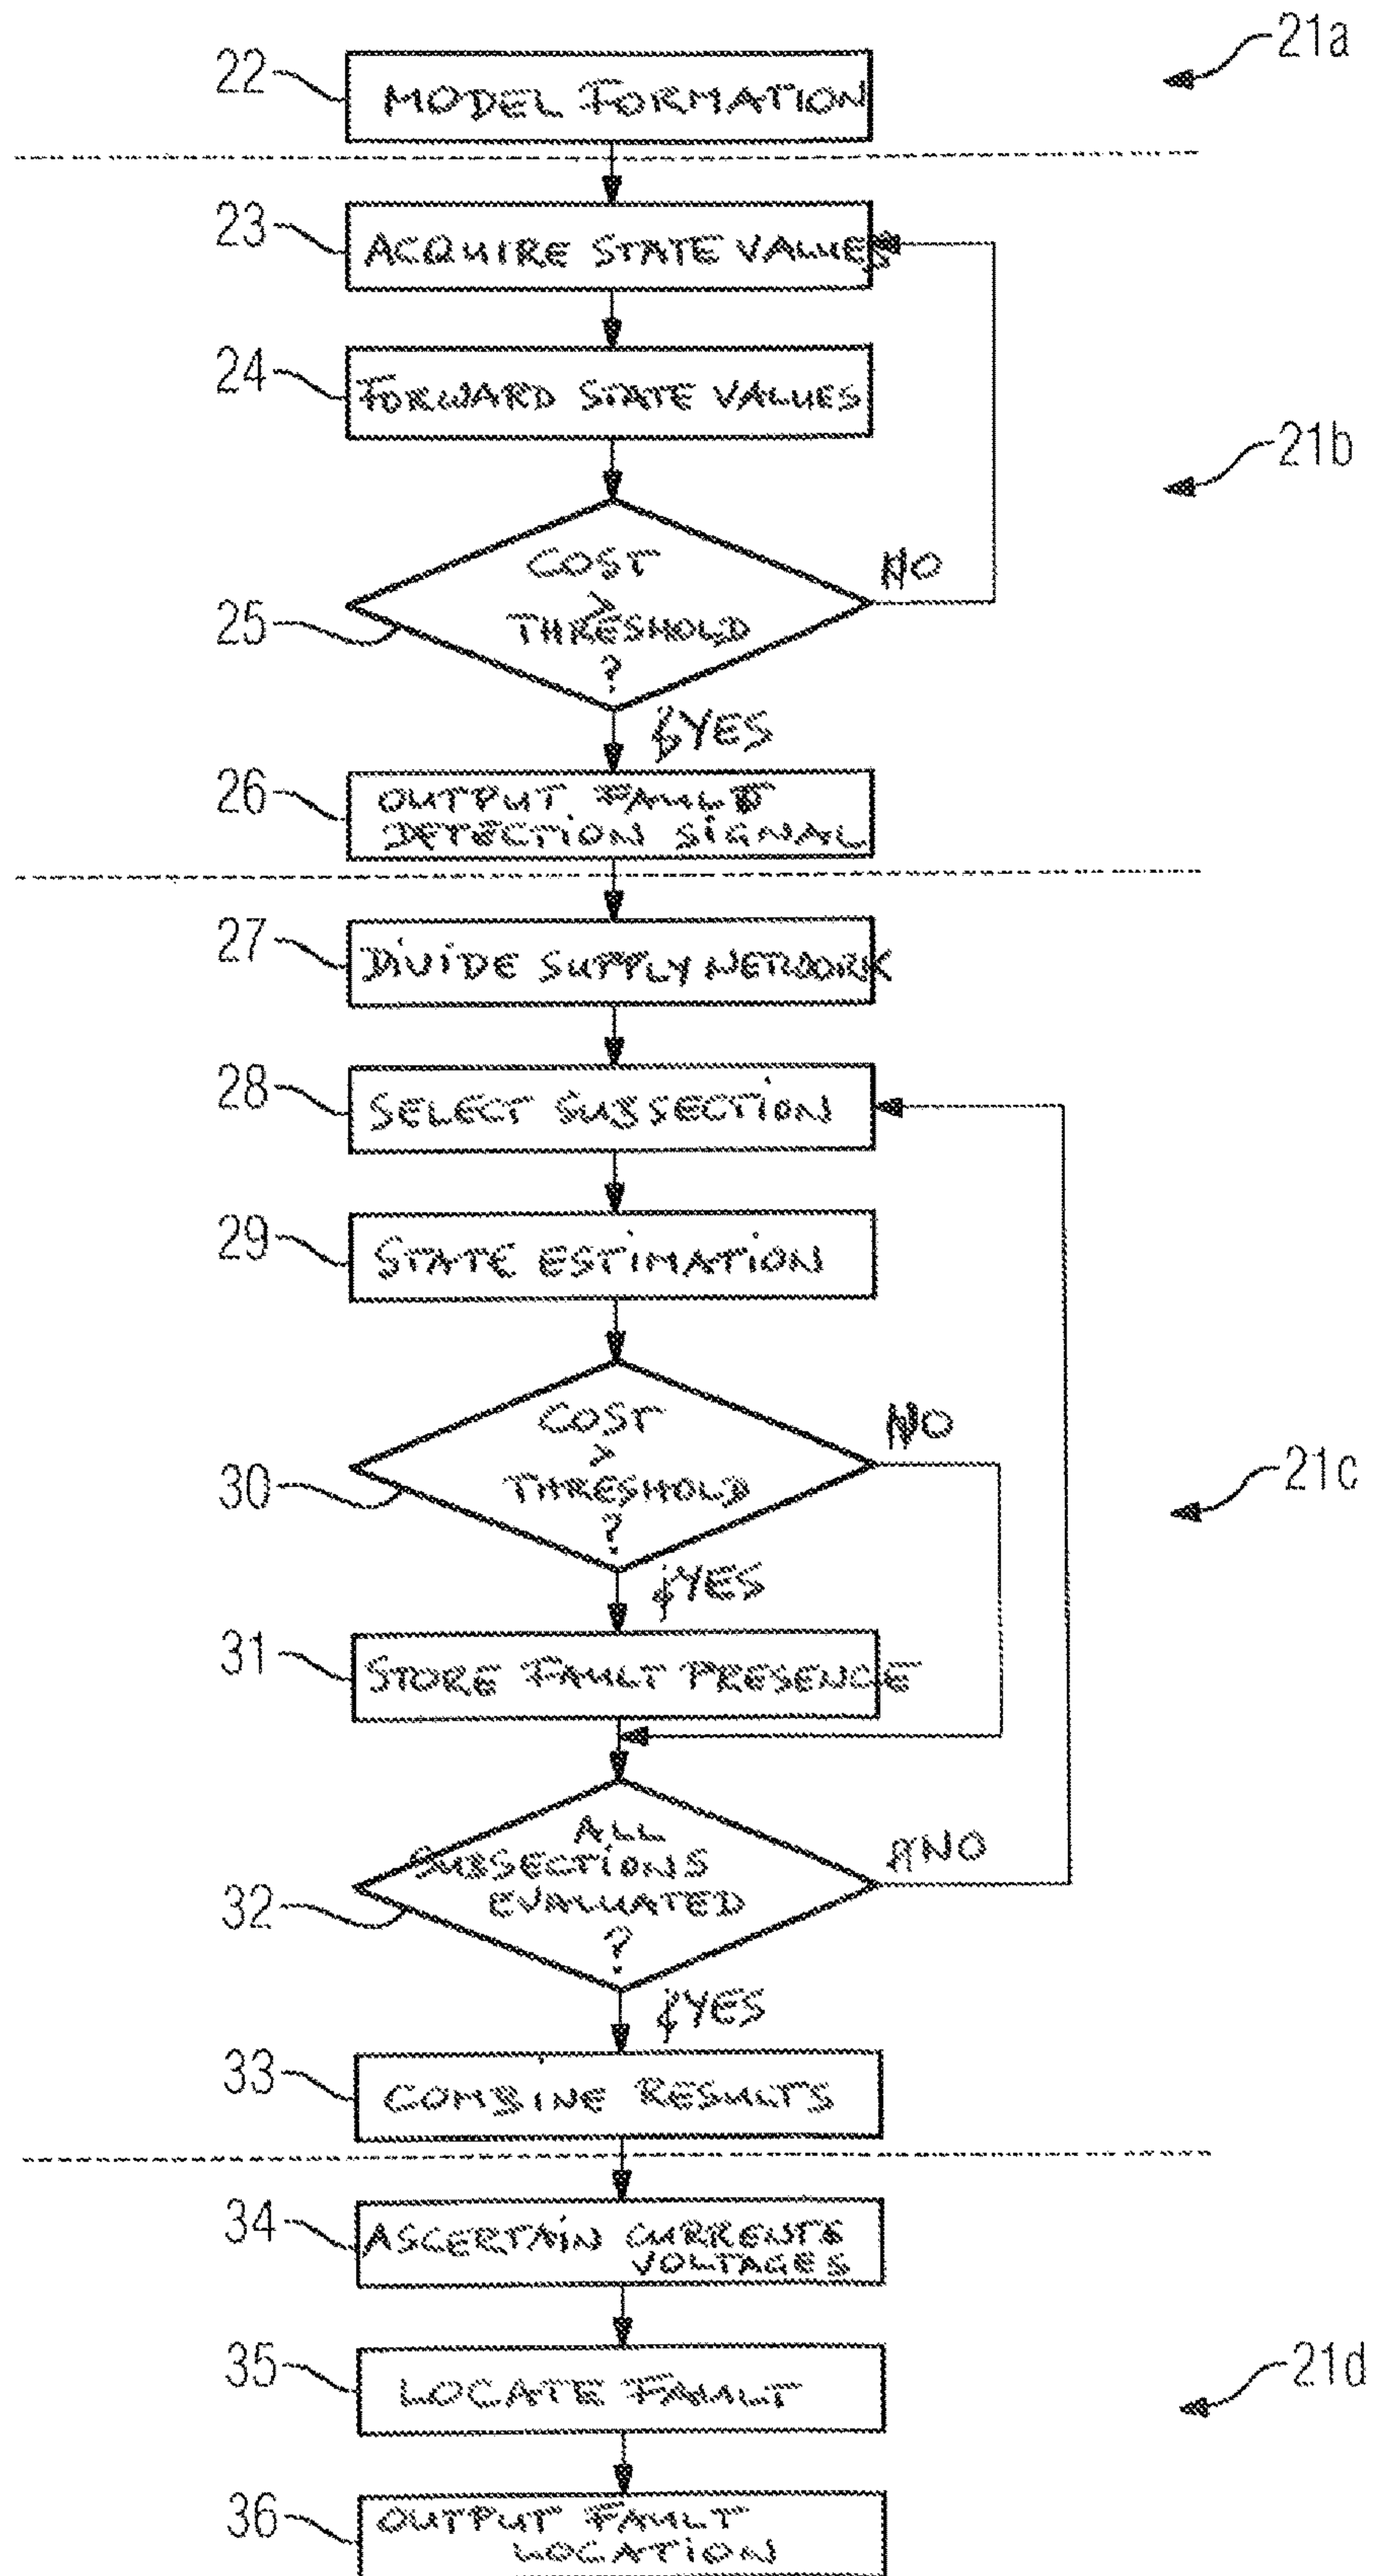 21a
22
MODEL FORMATION
23
ACQUIRE STATE VALUES
24
FORWARD STATE VALUES
21b
25
COST
>
THRESHOLD
?
NO
YES
26
OUTPUT FAULT
DETECTION SIGNAL
27
DIVIDE SUPPLY NETWORK
28
SELECT SUBSECTION
29
STATE ESTIMATION
30
COST
>
THRESHOLD
?
NO
21c
YES
31
STORE FAULT PRESENCE
32
ALL
SUBSECTIONS
EVALUATED
?
NO
YES
33
COMBINE RESULTS
34
ASCERTAIN CURRENTS
VOLTAGES
35
LOCATE FAULT
21d
36
OUTPUT FAULT
LOCATION